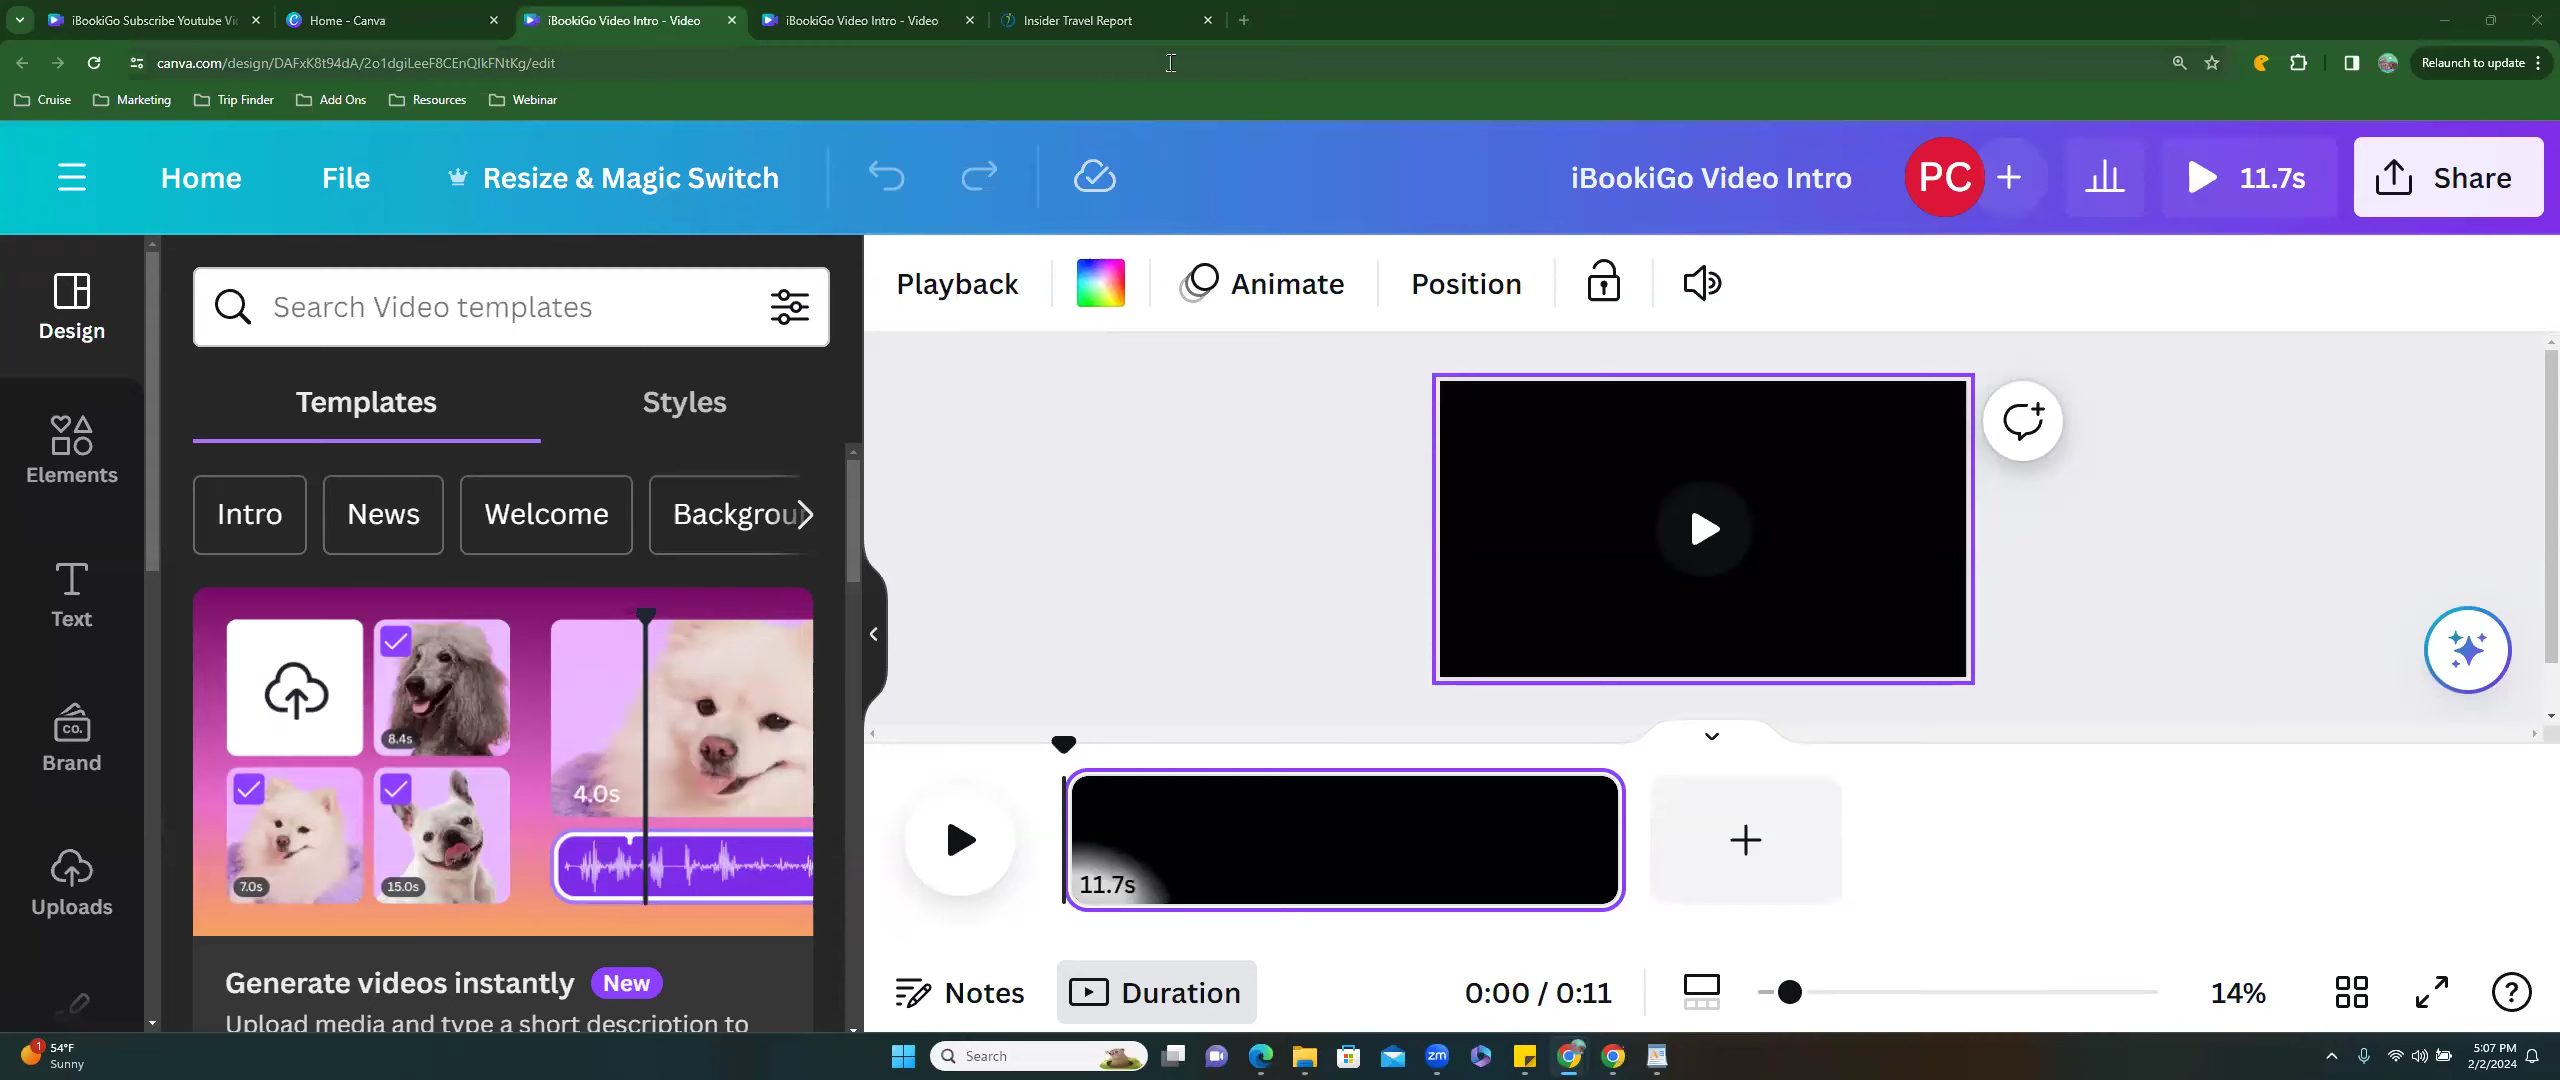 iBookiGo Subscribe Youtube Vi
Home - Canva
iBookiGo Video Intro - Video
iBookiGo Video Intro - Video
Insider Travel Report
canva.com/design/DAFxK8t94dA/2o1dgiLeeF8CEnQIkFNtKg/edit
Relaunch to update
Cruise
Marketing
Trip Finder
Add Ons
Resources
Webinar
Home
File
Resize & Magic Switch
iBookiGo Video Intro
PC
11.7s
Share
Design
Elements
Text
Brand
CO.
Uploads
Search Video templates
Templates
Styles
Intro
News
Welcome
Backgrou
8.4s
7.0s
15.0s
4.0s
Generate videos instantly New
Upload media and type a short description to
Playback
Animate
Position
11.7s
Notes
Duration
0:00 / 0:11
14%
1
54°F
Sunny
Search
zm
5:07 PM
2/2/2024